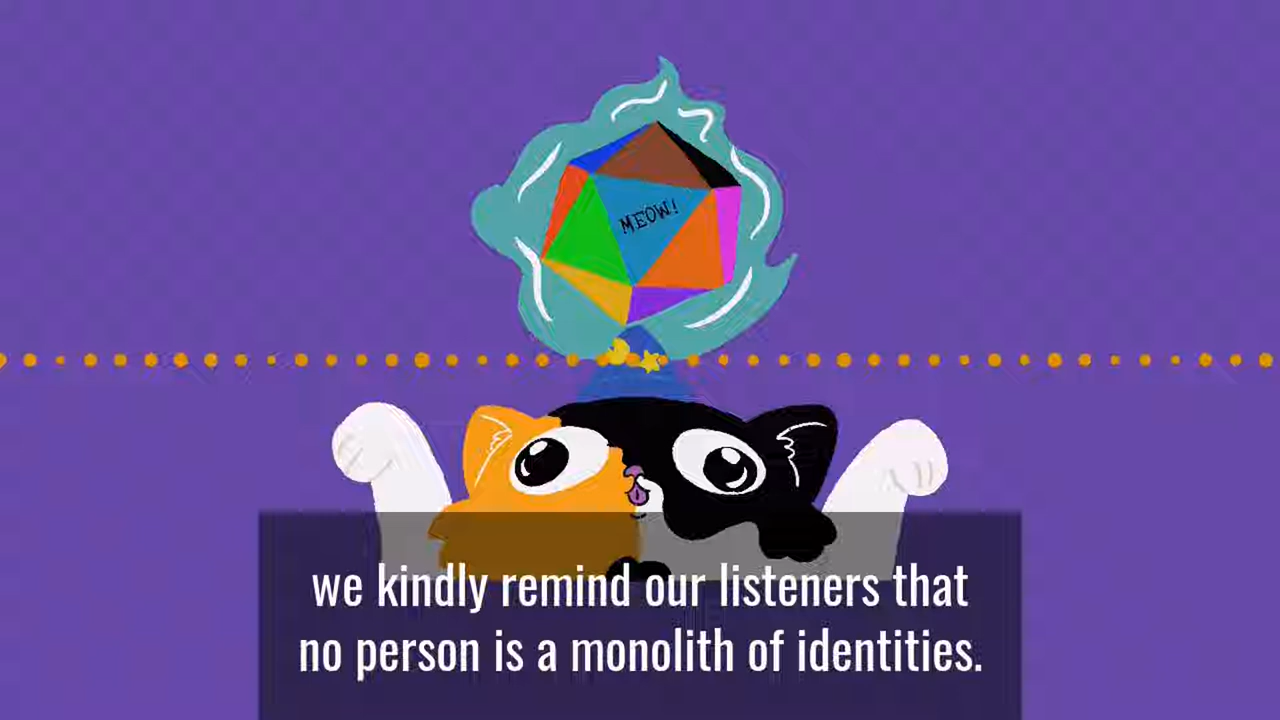 MEOW!
we kindly remind our listeners that
no person is a monolith of identities.